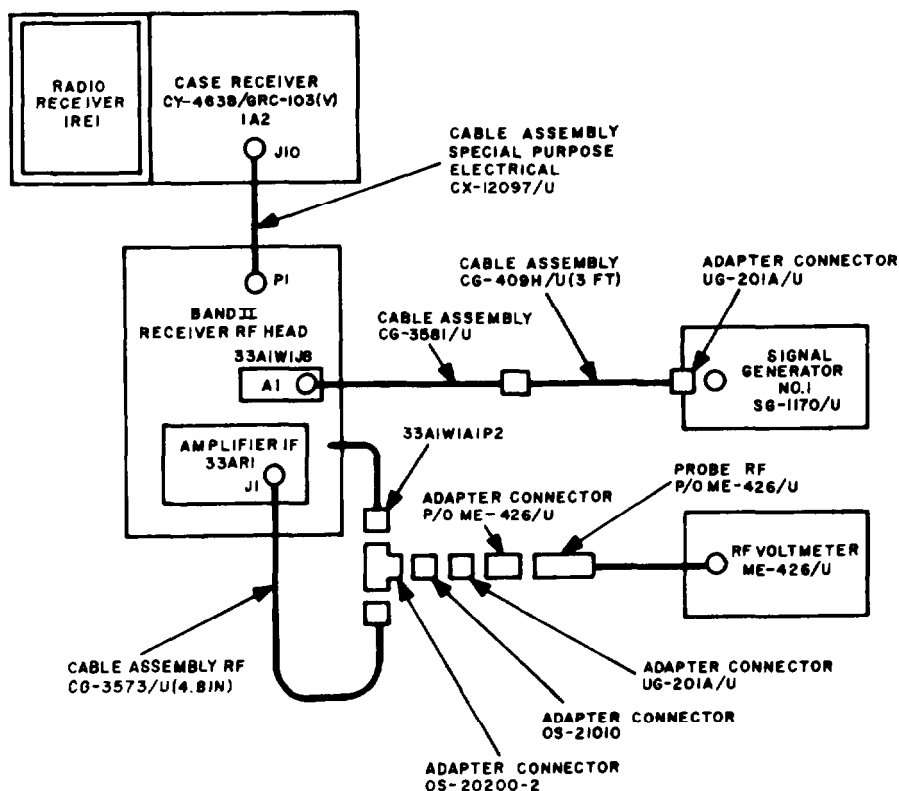 RADIO
RECEIVER
1RE1
CASE RECEIVER
CY-4638/GRC-103(V)
1A2
J10
CABLE ASSEMBLY
SPECIAL PURPOSE
ELECTRICAL
CX-12097/U
P1
BAND II
RECEIVER RF HEAD
33A1W1J8
A1
CABLE ASSEMBLY
CG-3581/U
CABLE ASSEMBLY
CG-409H/U(3 FT)
ADAPTER CONNECTOR
UG-201A/U
SIGNAL
GENERATOR
NO.1
SG-1170/U
AMPLIFIER IF
33AR1
J1
33A1W1A1P2
ADAPTER CONNECTOR
P/O ME-426/U
PROBE RF
P/O ME-426/U
RF VOLTMETER
ME-426/U
CABLE ASSEMBLY RF
CG-3573/U(4.8IN)
ADAPTER CONNECTOR
UG-201A/U
ADAPTER CONNECTOR
OS-21010
ADAPTER CONNECTOR
OS-20200-2